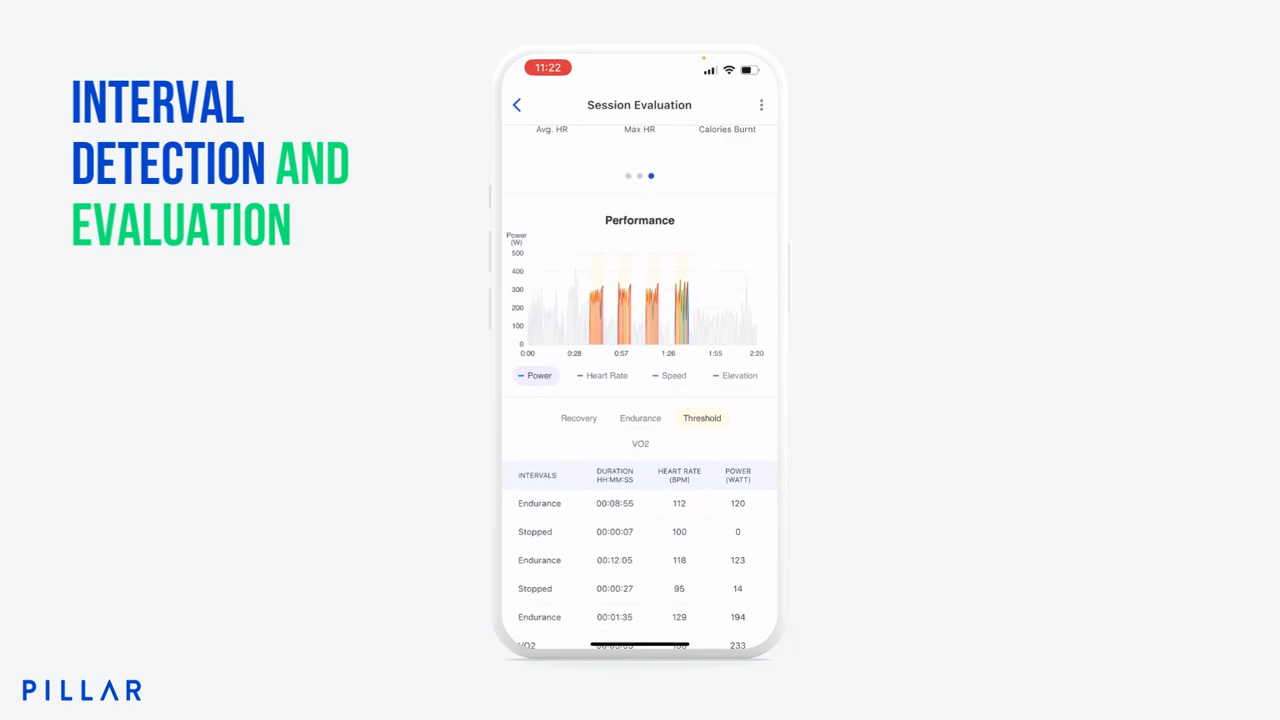 INTERVAL
DETECTION AND
EVALUATION
11:22
Session Evaluation
Avg. HR Max HR Calories Burnt
Performance
Power
(W)
500
400
300
200
100
0
0:00 0:28 0:57 1:26 1:55 2:20
Power Heart Rate Speed Elevation
Recovery Endurance Threshold
VO2
INTERVALS DURATION HH:MM:SS HEART RATE (BPM) POWER (WATT)
Endurance 00:08:55 112 120
Stopped 00:00:07 100 0
Endurance 00:12:05 118 123
Stopped 00:00:27 95 14
Endurance 00:01:35 129 194
VO2 233
PILLAR